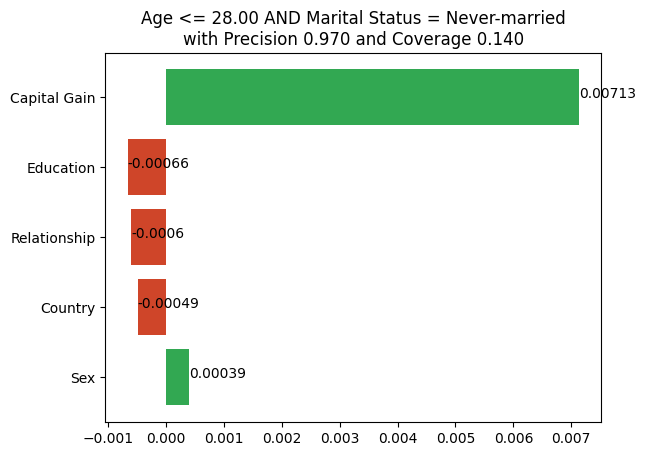 Age <= 28.00 AND Marital Status = Never-married
with Precision 0.970 and Coverage 0.140
Capital Gain
0.00713
Education
-0.00066
Relationship
-0.0006
Country
-0.00049
Sex
0.00039
−0.001 0.000 0.001 0.002 0.003 0.004 0.005 0.006 0.007